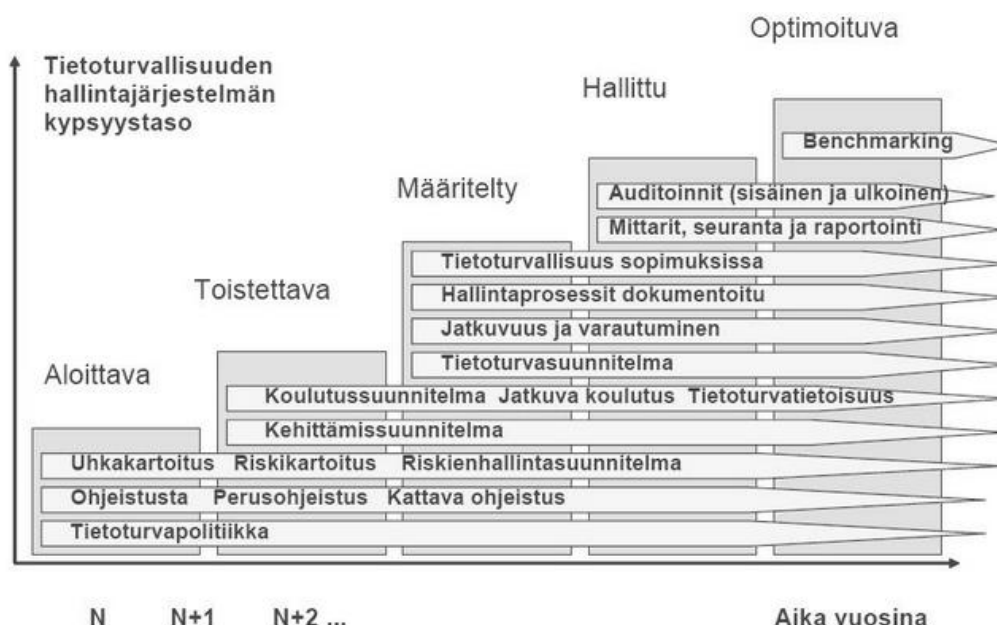 Optimoituva
Tietoturvallisuuden
hallintajärjestelmän
kypsyystaso
Hallittu
Benchmarking
Määritelty
Auditoinnit (sisäinen ja ulkoinen)
Mittarit, seuranta ja raportointi
Toistettava
Tietoturvallisuus sopimuksissa
Hallintaprosessit dokumentoitu
Jatkuvuus ja varautuminen
Aloittava
Tietoturvasuunnitelma
Koulutussuunnitelma Jatkuva koulutus Tietoturvatietoisuus
Kehittämissuunnitelma
Uhkakartoitus Riskikartoitus Riskienhallintasuunnitelma
Ohjeistusta Perusohjeistus Kattava ohjeistus
Tietoturvapolitiikka
N N+1 N+2 ... Aika vuosina